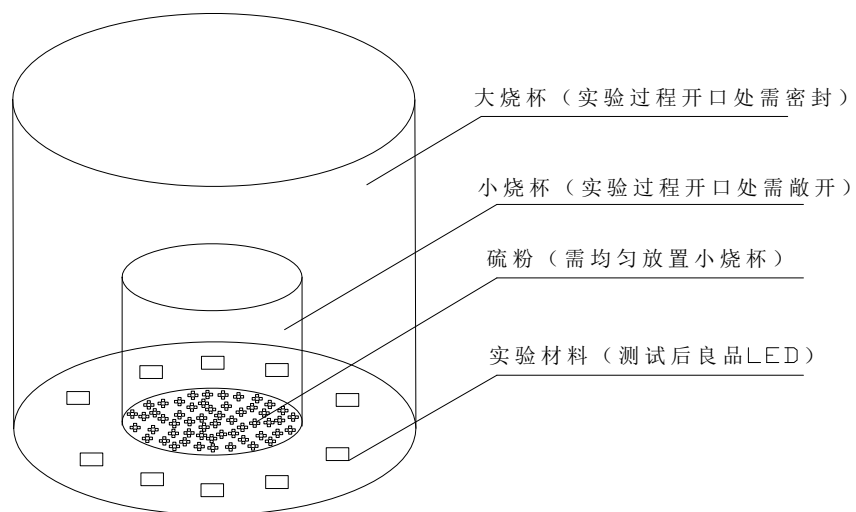 大烧杯（实验过程开口处需密封）
小烧杯（实验过程开口处需敞开）
硫粉（需均匀放置小烧杯）
实验材料（测试后良品LED）